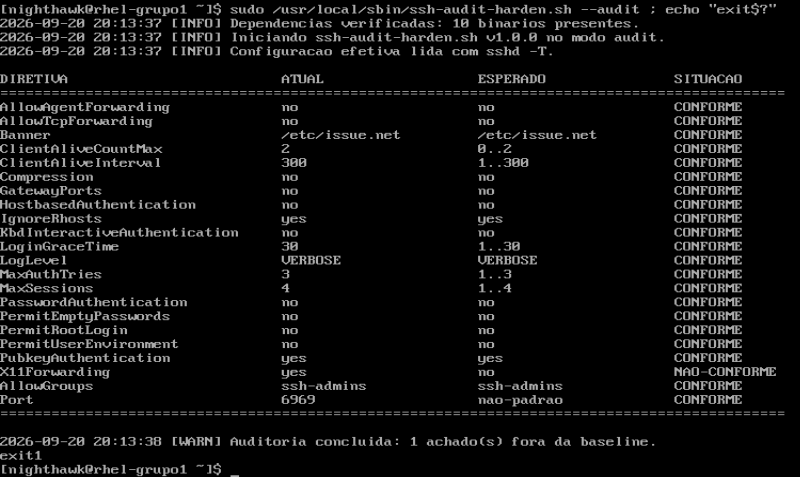 [nighthawk@rhel-grupo1 ~]$ sudo /usr/local/sbin/ssh-audit-harden.sh --audit ; echo "exit$?"
2026-09-20 20:13:37 [INFO] Dependencias verificadas: 10 binarios presentes.
2026-09-20 20:13:37 [INFO] Iniciando ssh-audit-harden.sh v1.0.0 no modo audit.
2026-09-20 20:13:37 [INFO] Configuracao efetiva lida com sshd -T.
DIRETIVA ATUAL ESPERADO SITUACAO
================================================================================================
AllowAgentForwarding no no CONFORME
AllowTcpForwarding no no CONFORME
Banner /etc/issue.net /etc/issue.net CONFORME
ClientAliveCountMax 2 0..2 CONFORME
ClientAliveInterval 300 1..300 CONFORME
Compression no no CONFORME
GatewayPorts no no CONFORME
HostbasedAuthentication no no CONFORME
IgnoreRhosts yes yes CONFORME
KbdInteractiveAuthentication no no CONFORME
LoginGraceTime 30 1..30 CONFORME
LogLevel VERBOSE VERBOSE CONFORME
MaxAuthTries 3 1..3 CONFORME
MaxSessions 4 1..4 CONFORME
PasswordAuthentication no no CONFORME
PermitEmptyPasswords no no CONFORME
PermitRootLogin no no CONFORME
PermitUserEnvironment no no CONFORME
PubkeyAuthentication yes yes CONFORME
X11Forwarding yes no NAO-CONFORME
AllowGroups ssh-admins ssh-admins CONFORME
Port 6969 nao-padrao CONFORME
================================================================================================
2026-09-20 20:13:38 [WARN] Auditoria concluida: 1 achado(s) fora da baseline.
exit1
[nighthawk@rhel-grupo1 ~]$ _